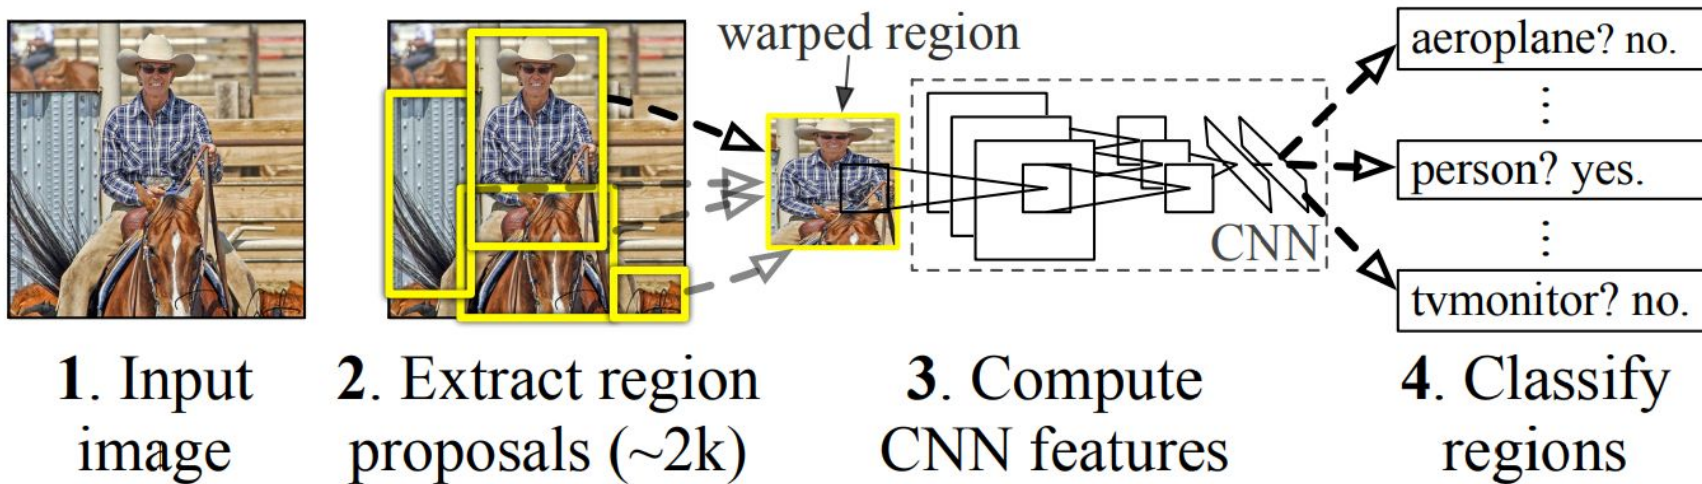 warped region
aeroplane? no.
⋮
person? yes.
CNN
⋮
tvmonitor? no.
1. Input
image
2. Extract region
proposals (~2k)
3. Compute
CNN features
4. Classify
regions